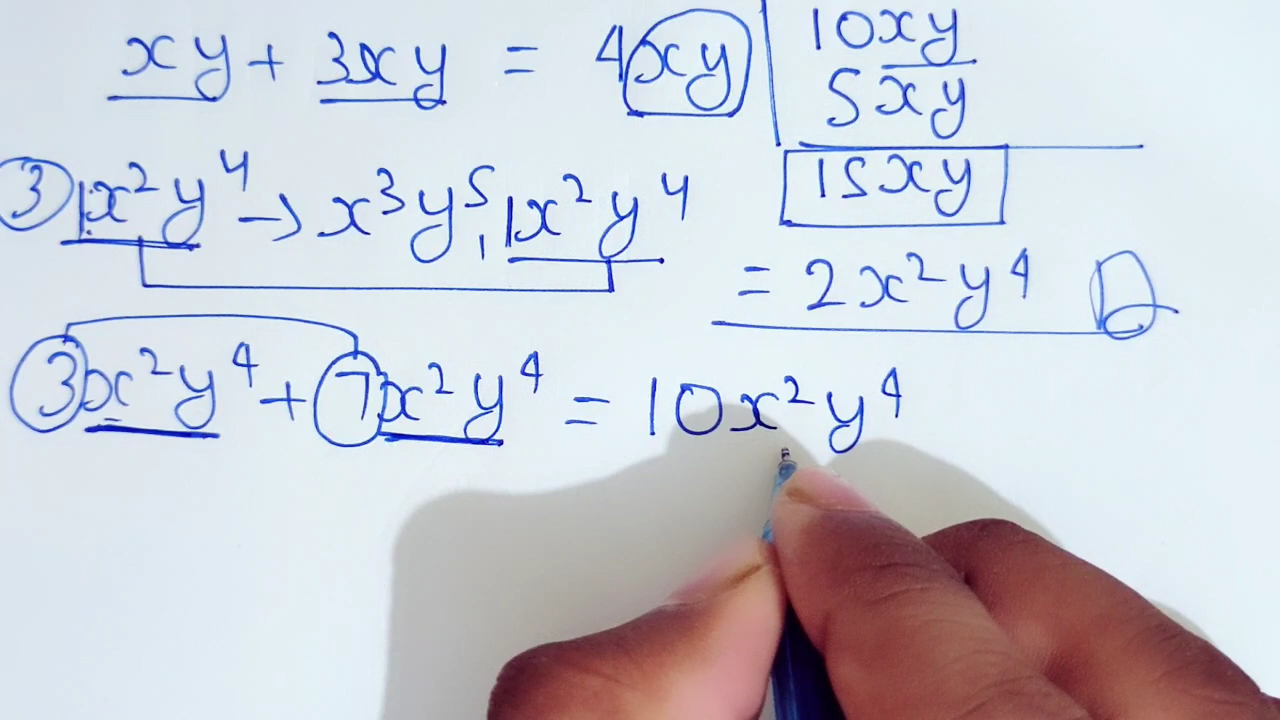 xy + 3xy = 4xy
10xy
5xy
15xy
③ 1x²y⁴ → x³y⁵, 1x²y⁴
= 2x²y⁴
3x²y⁴ + 7x²y⁴ = 10x²y⁴